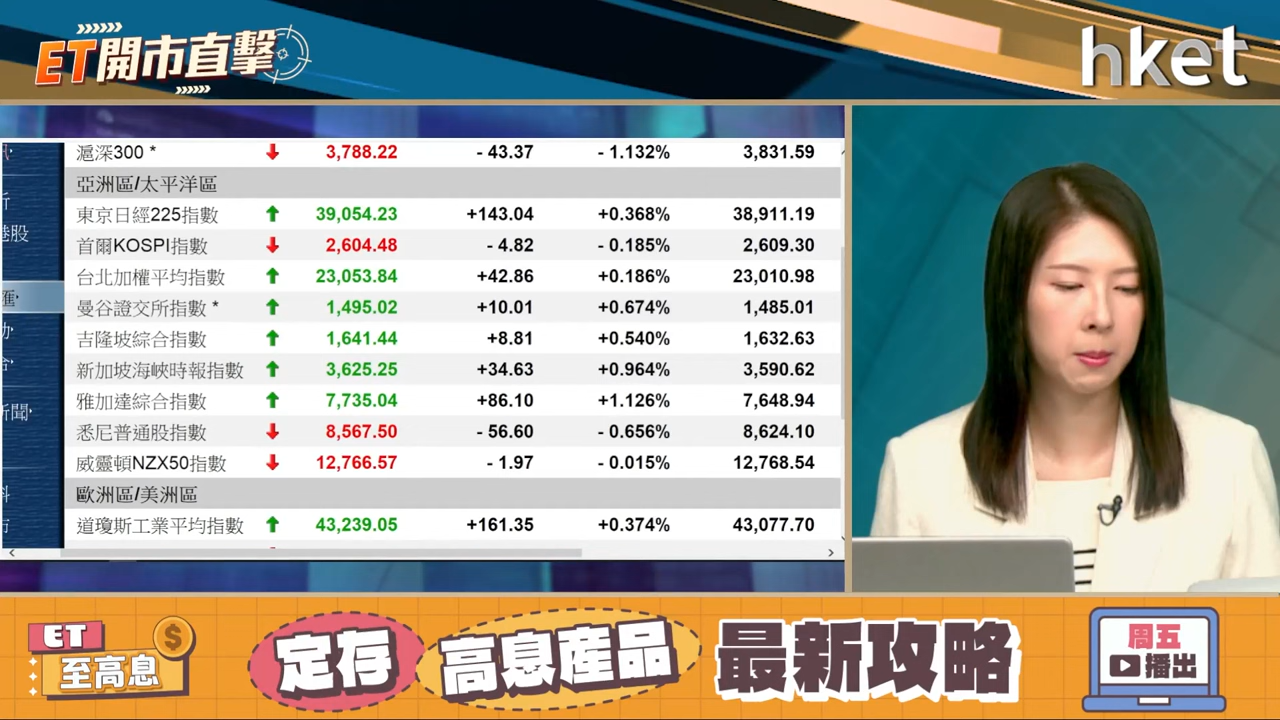 ET開市直擊
hket
滬深300 * 3,788.22 - 43.37 - 1.132% 3,831.59
亞洲區/太平洋區
東京日經225指數 39,054.23 +143.04 +0.368% 38,911.19
首爾KOSPI指數 2,604.48 - 4.82 - 0.185% 2,609.30
台北加權平均指數 23,053.84 +42.86 +0.186% 23,010.98
曼谷證交所指數 * 1,495.02 +10.01 +0.674% 1,485.01
吉隆坡綜合指數 1,641.44 +8.81 +0.540% 1,632.63
新加坡海峽時報指數 3,625.25 +34.63 +0.964% 3,590.62
雅加達綜合指數 7,735.04 +86.10 +1.126% 7,648.94
悉尼普通股指數 8,567.50 - 56.60 - 0.656% 8,624.10
威靈頓NZX50指數 12,766.57 - 1.97 - 0.015% 12,768.54
歐洲區/美洲區
道瓊斯工業平均指數 43,239.05 +161.35 +0.374% 43,077.70
港股
匯
新聞
ET
至高息
定存 高息産品 最新攻略
周五
播出